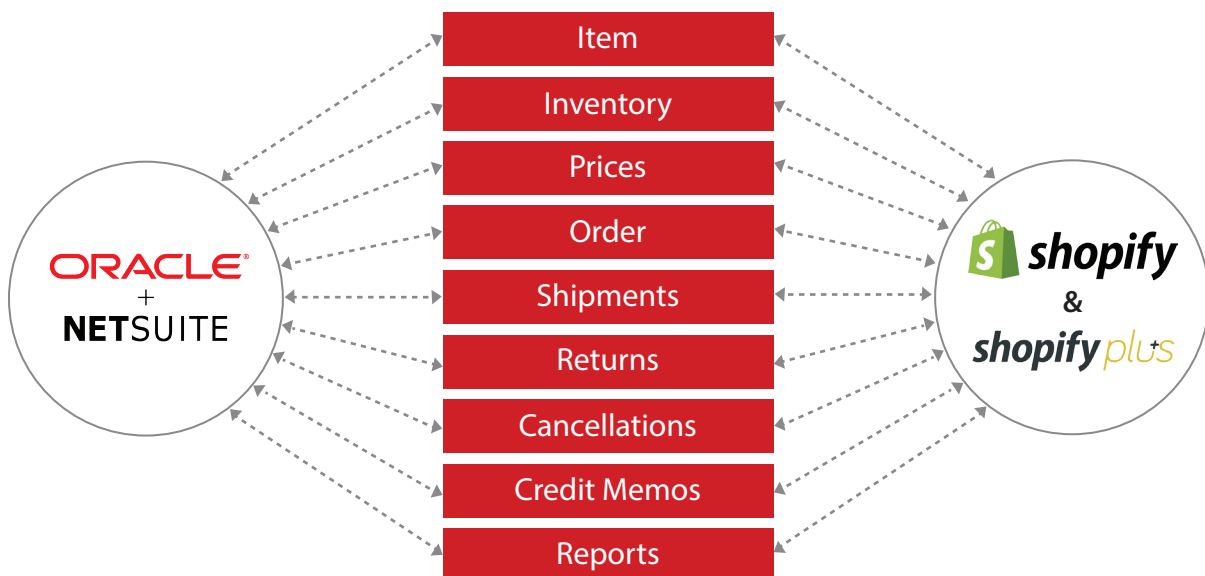 Item
Inventory
Prices
Order
Shipments
Returns
Cancellations
Credit Memos
Reports
ORACLE®
+
NETSUITE
S shopify
&
shopify plus+